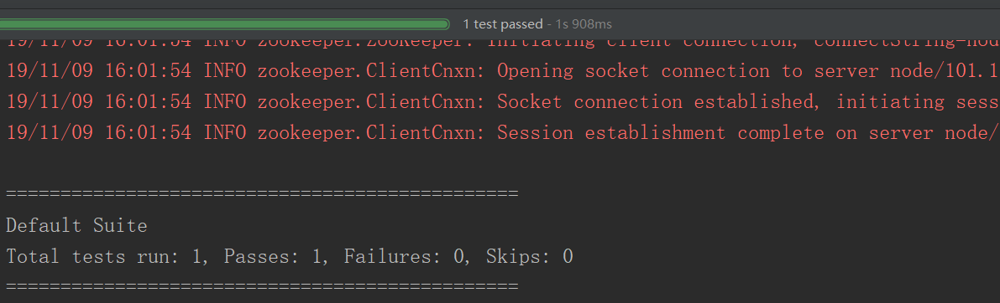 1 test passed - 1s 908ms
19/11/09 16:01:54 INFO zookeeper.ZooKeeper: Initiating client connection, connectString=nod
19/11/09 16:01:54 INFO zookeeper.ClientCnxn: Opening socket connection to server node/101.1
19/11/09 16:01:54 INFO zookeeper.ClientCnxn: Socket connection established, initiating sess
19/11/09 16:01:54 INFO zookeeper.ClientCnxn: Session establishment complete on server node/
===============================================
Default Suite
Total tests run: 1, Passes: 1, Failures: 0, Skips: 0
===============================================